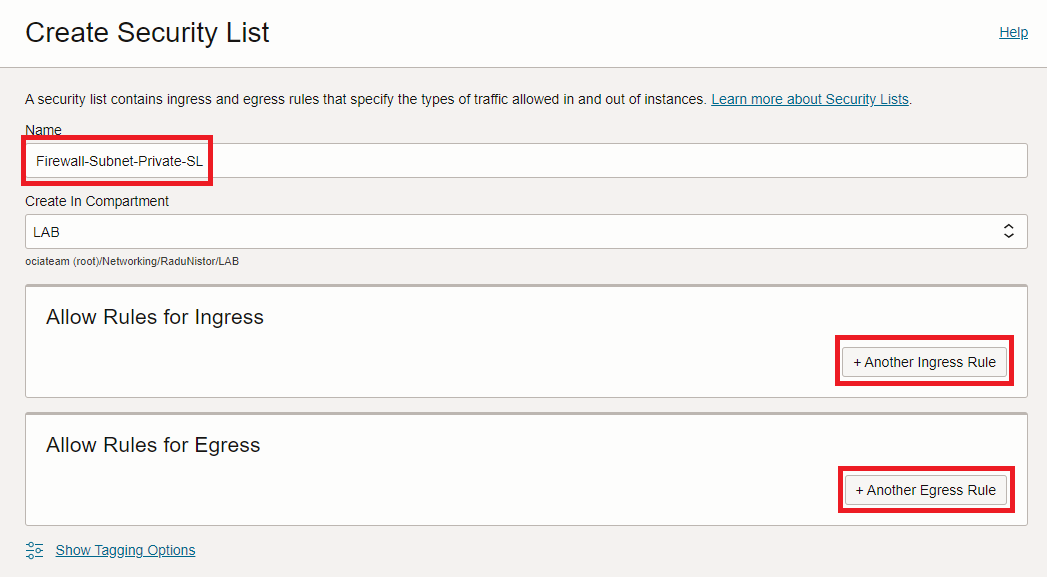 Create Security List
Help
A security list contains ingress and egress rules that specify the types of traffic allowed in and out of instances. Learn more about Security Lists.
Name
Firewall-Subnet-Private-SL
Create In Compartment
LAB
ociateam (root)/Networking/RaduNistor/LAB
Allow Rules for Ingress
+ Another Ingress Rule
Allow Rules for Egress
+ Another Egress Rule
Show Tagging Options